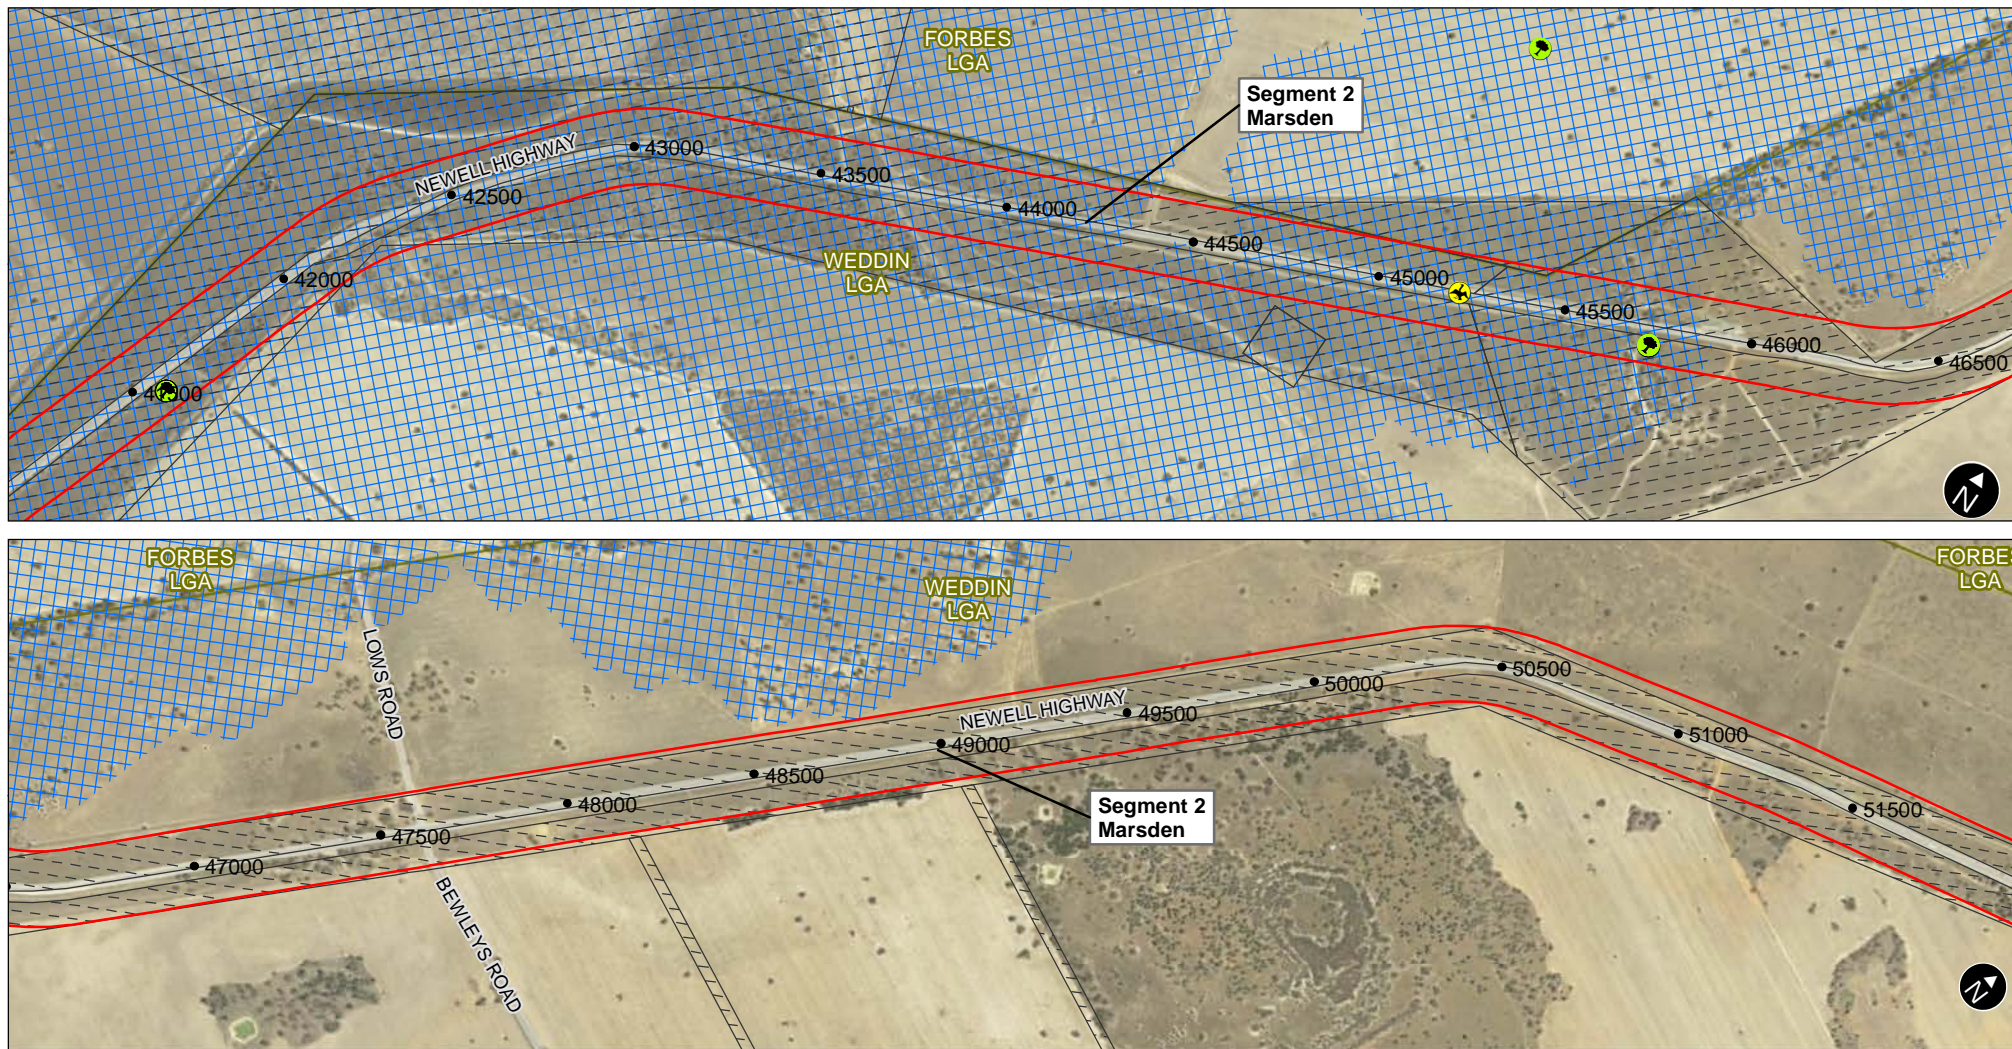 FORBES
LGA
Segment 2
Marsden
NEWELL HIGHWAY
43000
43500
42500
44000
44500
WEDDIN
LGA
42000
45000
45500
46000
46500
N
FORBES
LGA
WEDDIN
LGA
FORBES
LGA
LOWS ROAD
NEWELL HIGHWAY
50500
50000
49500
49000
51000
48500
48000
Segment 2
Marsden
51500
47500
47000
BEWLEYS ROAD
N